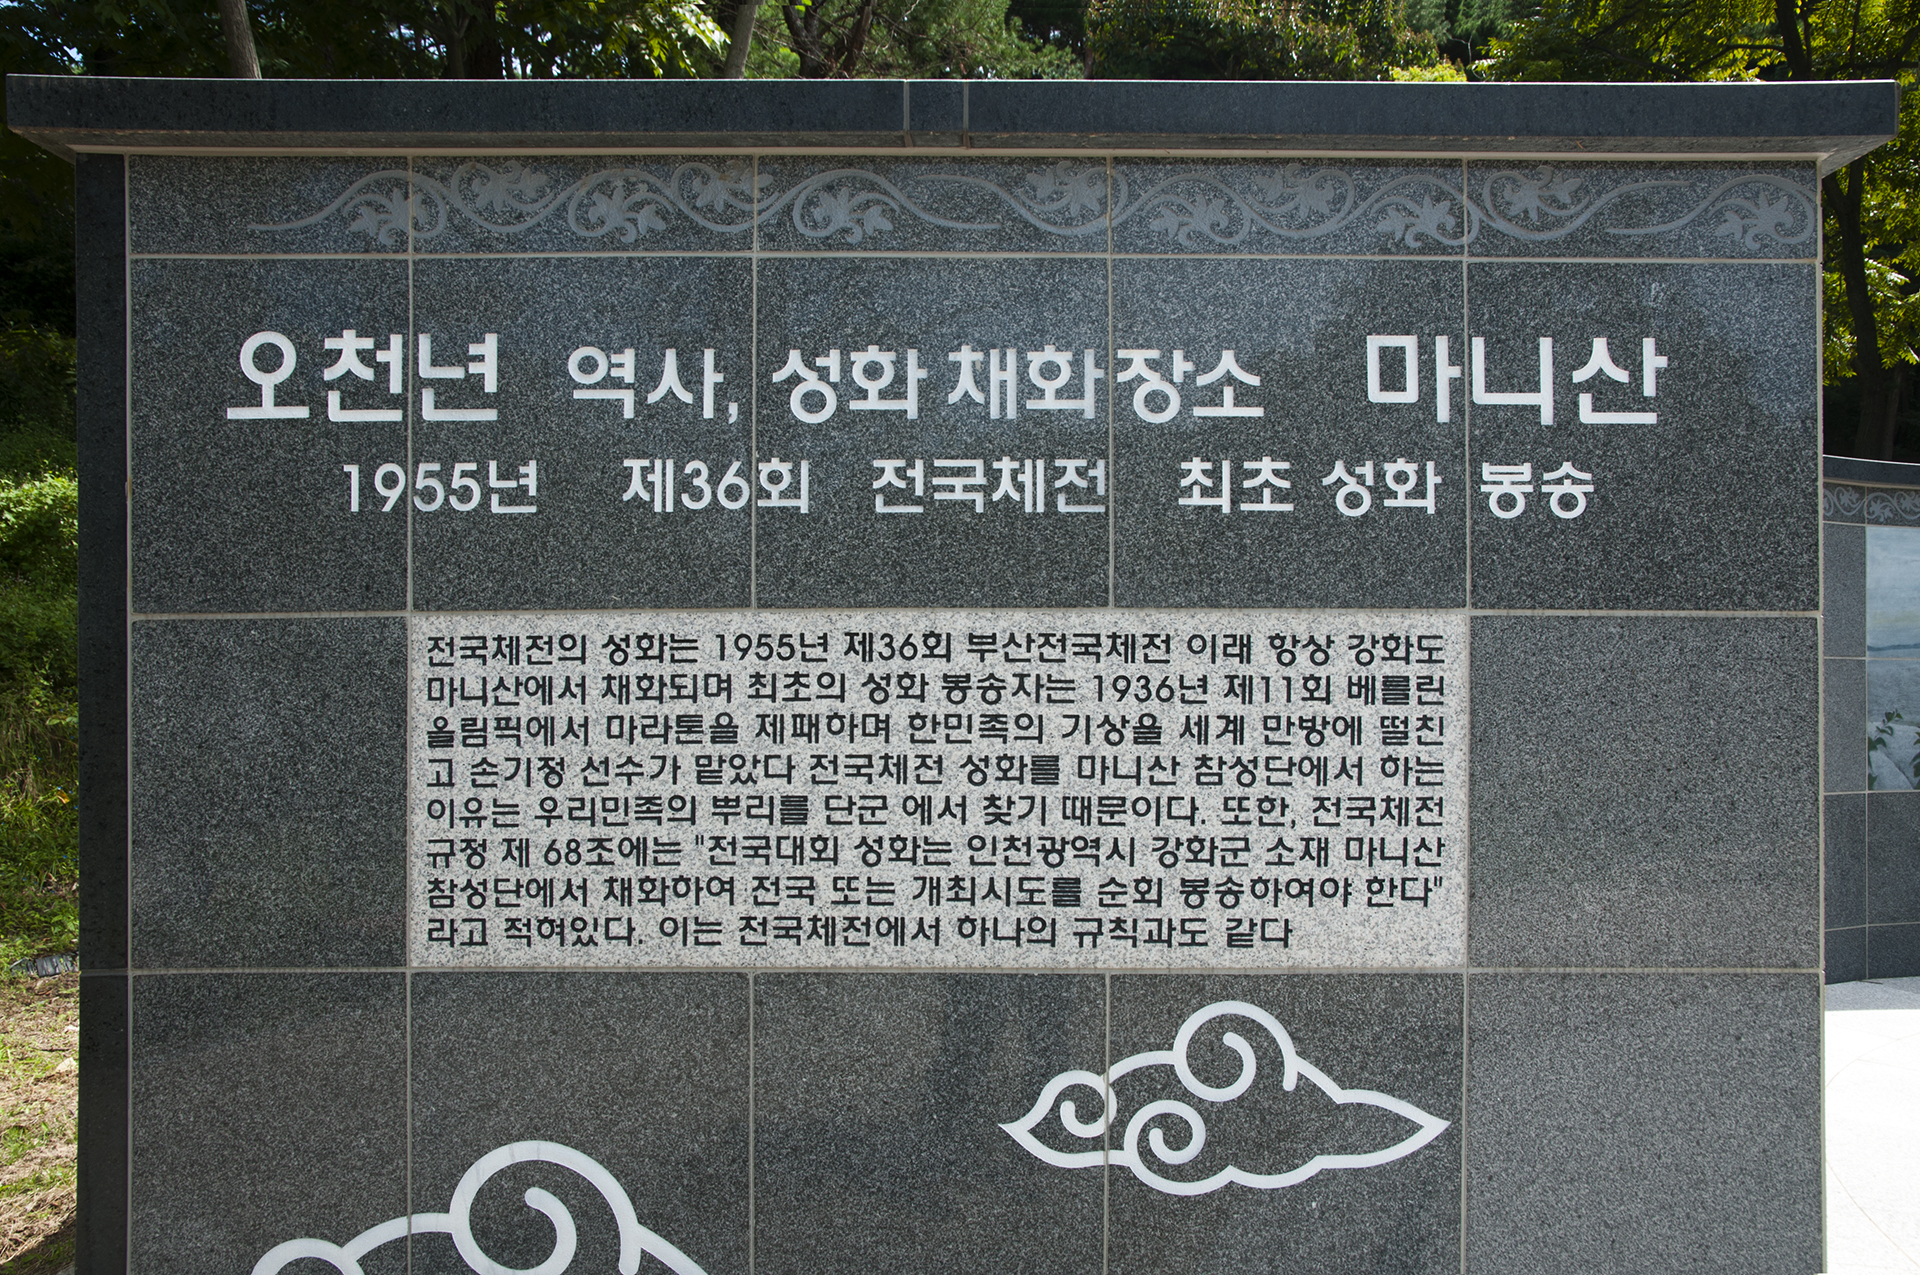 오천년 역사, 성화 채화장소 마니산
1955년 제36회 전국체전 최초 성화 봉송
전국체전의 성화는 1955년 제36회 부산전국체전 이래 항상 강화도
마니산에서 채화되며 최초의 성화 봉송자는 1936년 제11회 베를린
올림픽에서 마라톤을 제패하며 한민족의 기상을 세계 만방에 떨친
고 손기정 선수가 맡았다 전국체전 성화를 마니산 참성단에서 하는
이유는 우리민족의 뿌리를 단군 에서 찾기 때문이다. 또한, 전국체전
규정 제 68조에는 "전국대회 성화는 인천광역시 강화군 소재 마니산
참성단에서 채화하여 전국 또는 개최시도를 순회 봉송하여야 한다"
라고 적혀있다. 이는 전국체전에서 하나의 규칙과도 같다